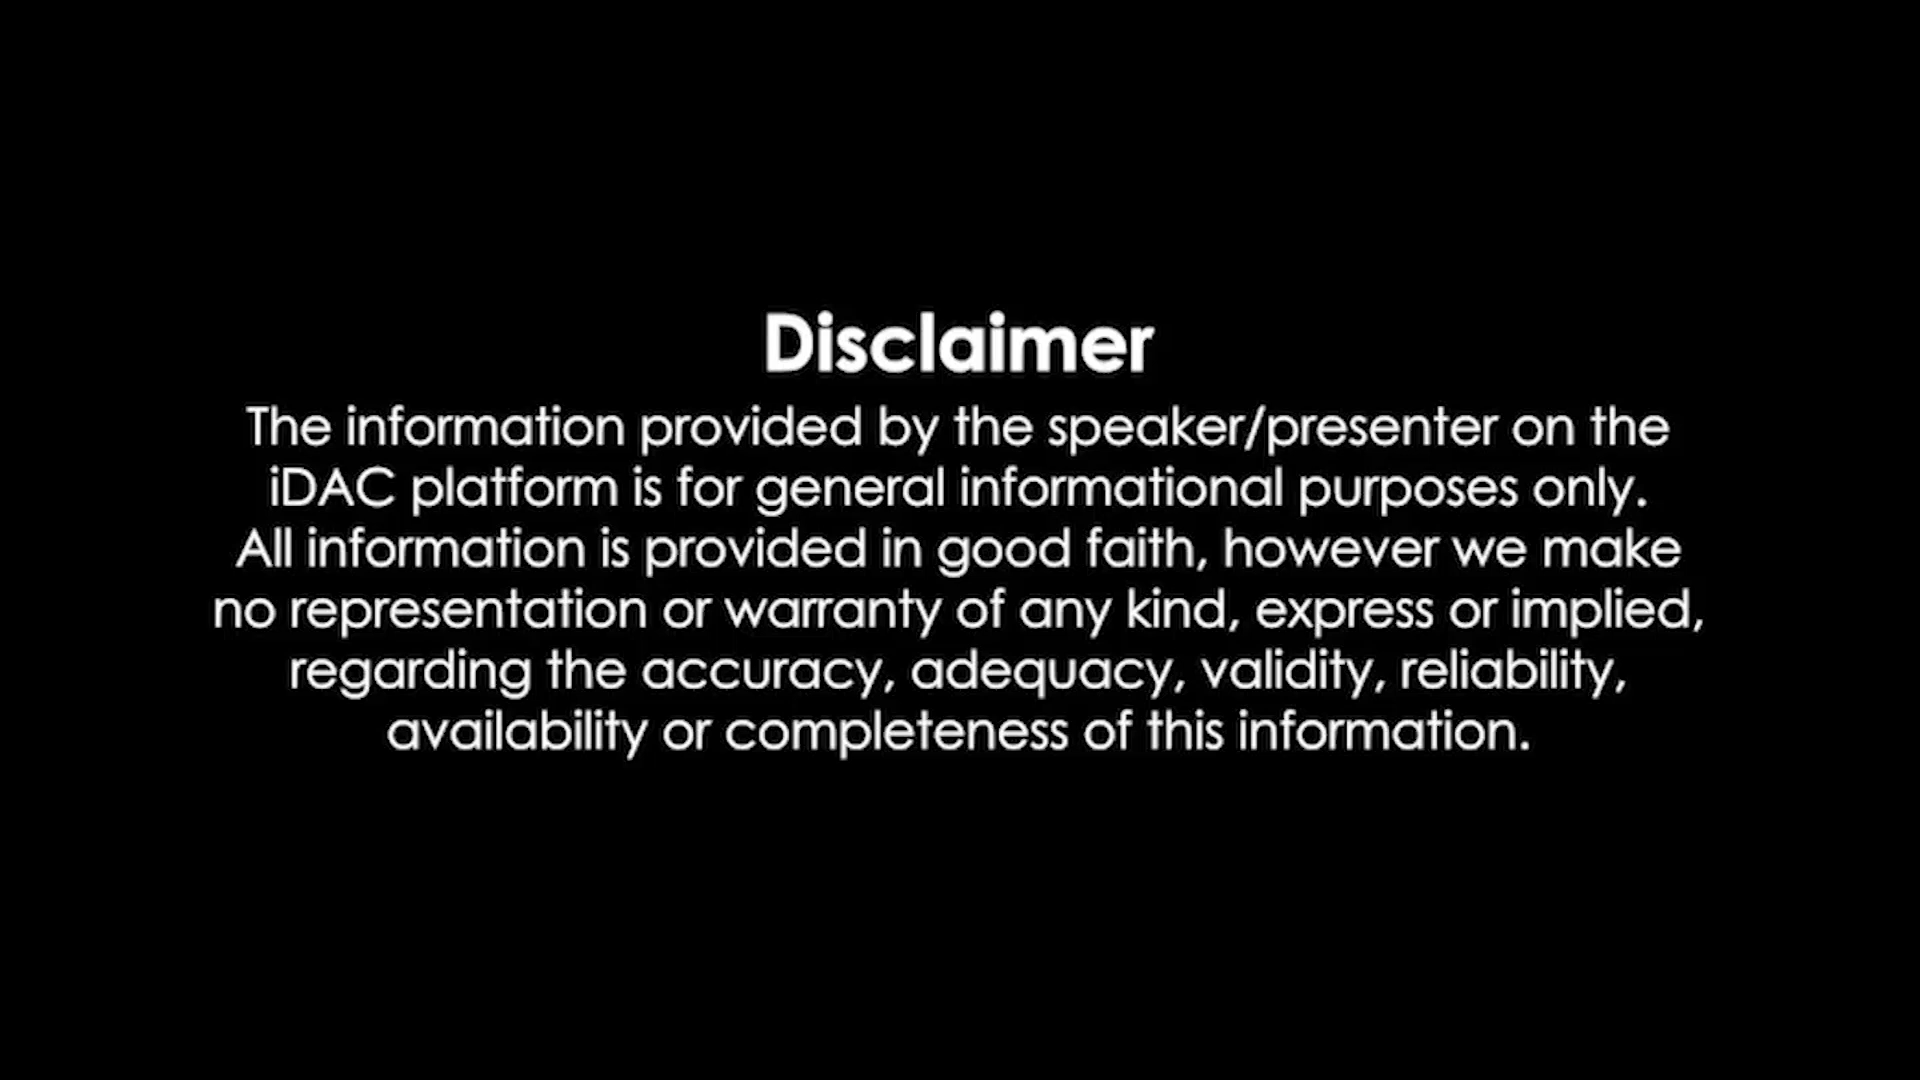 Disclaimer
The information provided by the speaker/presenter on the
iDAC platform is for general informational purposes only.
All information is provided in good faith, however we make
no representation or warranty of any kind, express or implied,
regarding the accuracy, adequacy, validity, reliability,
availability or completeness of this information.